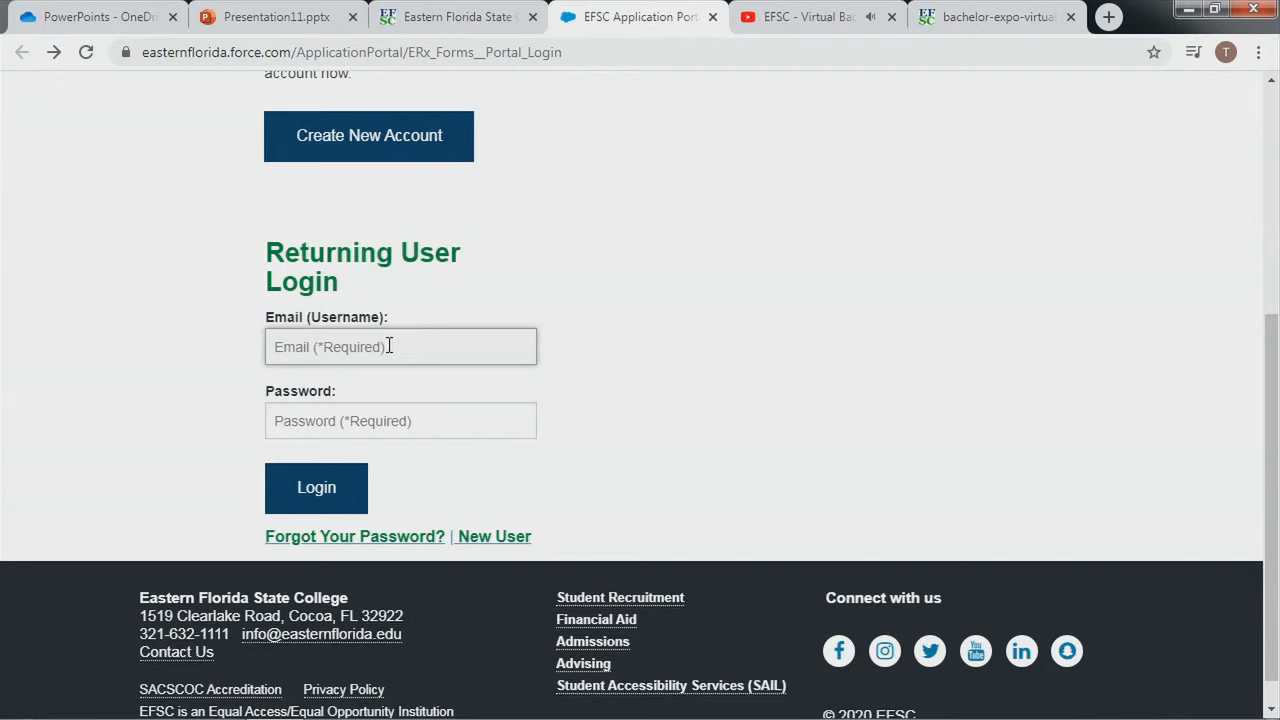 PowerPoints - OneDri
Presentation11.pptx
Eastern Florida State C
EFSC Application Port
EFSC - Virtual Ba
bachelor-expo-virtual
easternflorida.force.com/ApplicationPortal/ERx_Forms__Portal_Login
T
account now.
Create New Account
Returning User
Login
Email (Username):
Email (*Required)
Password:
Password (*Required)
Login
Forgot Your Password? | New User
Eastern Florida State College
1519 Clearlake Road, Cocoa, FL 32922
321-632-1111 info@easternflorida.edu
Contact Us
SACSCOC Accreditation Privacy Policy
EFSC is an Equal Access/Equal Opportunity Institution
Student Recruitment
Financial Aid
Admissions
Advising
Student Accessibility Services (SAIL)
Connect with us
© 2020 EFSC